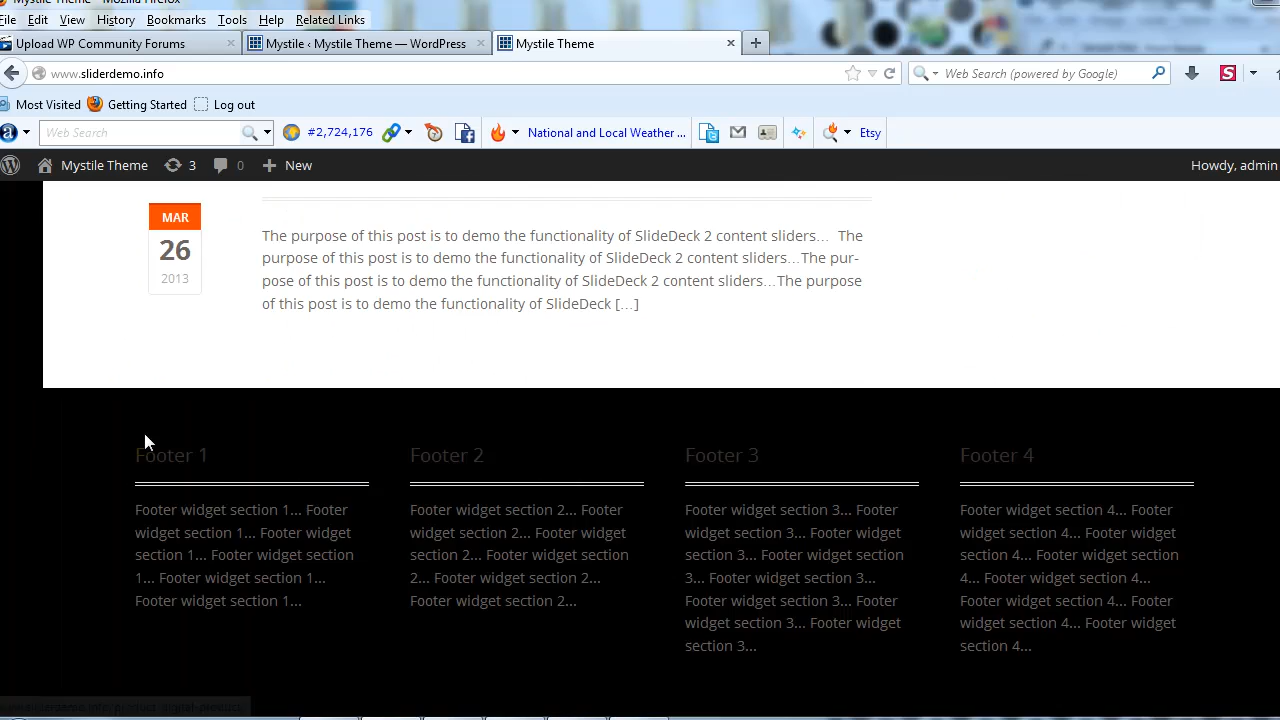 Mystile Theme - Mozilla Firefox
File Edit View History Bookmarks Tools Help Related Links
Upload WP Community Forums
Mystile ‹ Mystile Theme — WordPress
Mystile Theme
www.sliderdemo.info
Web Search (powered by Google)
Most Visited Getting Started Log out
a Web Search #2,724,176 National and Local Weather ... Etsy
Mystile Theme 3 0 New Howdy, admin
MAR
26
2013
The purpose of this post is to demo the functionality of SlideDeck 2 content sliders… The
purpose of this post is to demo the functionality of SlideDeck 2 content sliders…The pur-
pose of this post is to demo the functionality of SlideDeck 2 content sliders…The purpose
of this post is to demo the functionality of SlideDeck […]
Footer 1
Footer widget section 1... Footer
widget section 1... Footer widget
section 1... Footer widget section
1... Footer widget section 1...
Footer widget section 1...
Footer 2
Footer widget section 2... Footer
widget section 2... Footer widget
section 2... Footer widget section
2... Footer widget section 2...
Footer widget section 2...
Footer 3
Footer widget section 3... Footer
widget section 3... Footer widget
section 3... Footer widget section
3... Footer widget section 3...
Footer widget section 3... Footer
widget section 3... Footer widget
section 3...
Footer 4
Footer widget section 4... Footer
widget section 4... Footer widget
section 4... Footer widget section
4... Footer widget section 4...
Footer widget section 4... Footer
widget section 4... Footer widget
section 4...